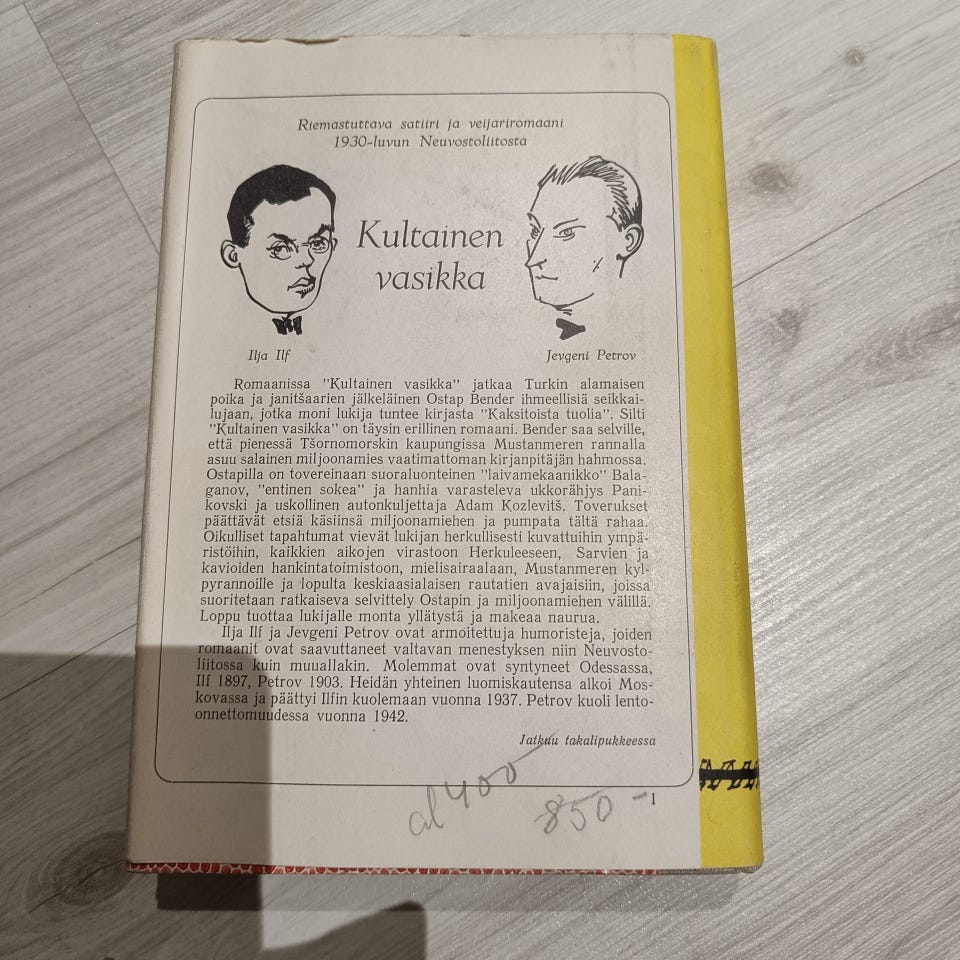 Riemastuttava satiiri ja veijariromaani
1930-luvun Neuvostoliitosta
Kultainen
vasikka
Ilja Ilf
Jevgeni Petrov
Romaanissa "Kultainen vasikka" jatkaa Turkin alamaisen
poika ja janitšaarien jälkeläinen Ostap Bender ihmeellisiä seikkai-
lujaan, jotka moni lukija tuntee kirjasta "Kaksitoista tuolia". Silti
"Kultainen vasikka" on täysin erillinen romaani. Bender saa selville,
että pienessä Tšornomorskin kaupungissa Mustanmeren rannalla
asuu salainen miljoonamies vaatimattoman kirjanpitäjän hahmossa.
Ostapilla on tovereinaan suoraluonteinen "laivamekaanikko" Bala-
ganov, "entinen sokea" ja hanhia varasteleva ukkorähjys Pani-
kovski ja uskollinen autonkuljettaja Adam Kozlevitš. Toverukset
päättävät etsiä käsiinsä miljoonamiehen ja pumpata tältä rahaa.
Oikulliset tapahtumat vievät lukijan herkullisesti kuvattuihin ympä-
ristöihin, kaikkien aikojen virastoon Herkuleeseen, Sarvien ja
kavioiden hankintatoimistoon, mielisairaalaan, Mustanmeren kyl-
pyrannoille ja lopulta keskiaasialaisen rautatien avajaisiin, joissa
suoritetaan ratkaiseva selvittely Ostapin ja miljoonamiehen välillä.
Loppu tuottaa lukijalle monta yllätystä ja makeaa naurua.
Ilja Ilf ja Jevgeni Petrov ovat armoitettuja humoristeja, joiden
romaanit ovat saavuttaneet valtavan menestyksen niin Neuvosto-
liitossa kuin muuallakin. Molemmat ovat syntyneet Odessassa,
Ilf 1897, Petrov 1903. Heidän yhteinen luomiskautensa alkoi Mos-
kovassa ja päättyi Ilfin kuolemaan vuonna 1937. Petrov kuoli lento-
onnettomuudessa vuonna 1942.
Jatkuu takalipukkeessa
al 400
850 -
1